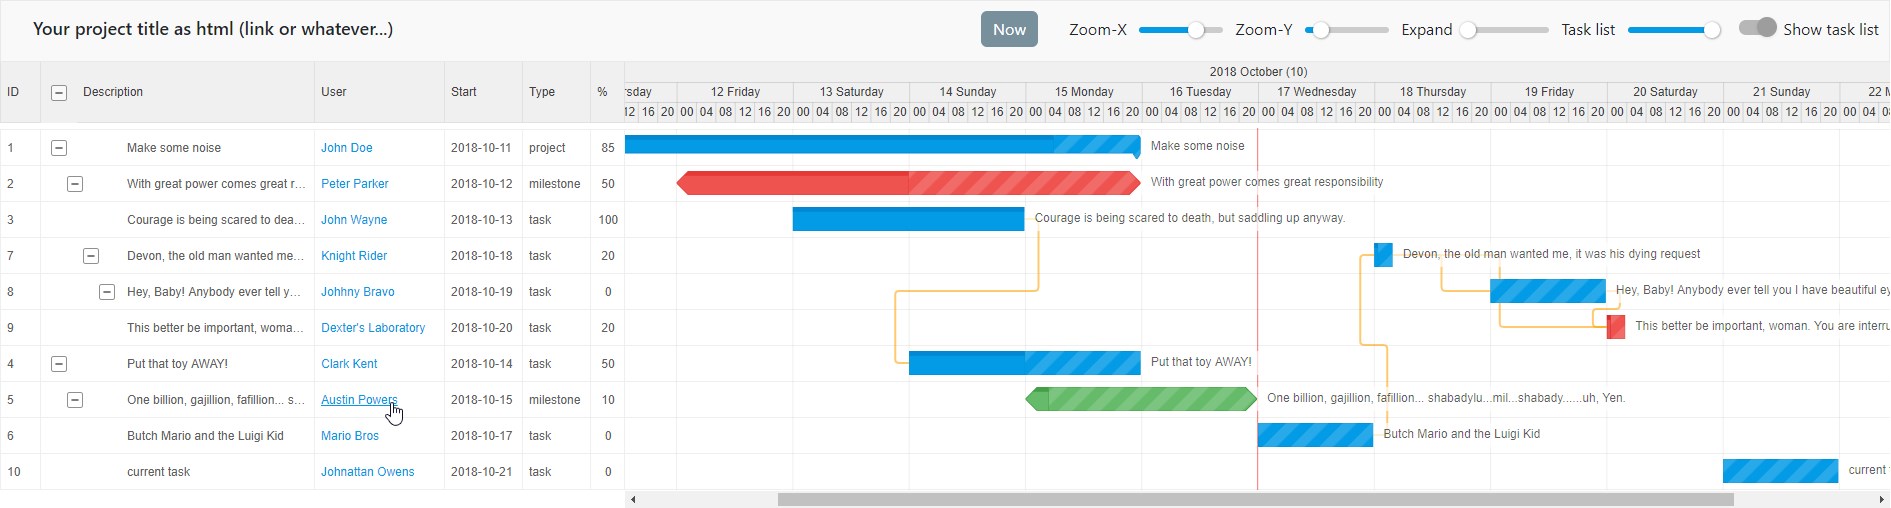 Your project title as html (link or whatever...) Now Zoom-X Zoom-Y Expand Task list Show task list
2018 October (10)
ID Description User Start Type %
rsday 12 Friday 13 Saturday 14 Sunday 15 Monday 16 Tuesday 17 Wednesday 18 Thursday 19 Friday 20 Saturday 21 Sunday 22 M
12 16 20 00 04 08 12 16 20 00 04 08 12 16 20 00 04 08 12 16 20 00 04 08 12 16 20 00 04 08 12 16 20 00 04 08 12 16 20 00 04 08 12 16 20 00 04 08 12 16 20 00 04 08 12 16 20 00 04 08 12 16 20 00 04 08
1 Make some noise John Doe 2018-10-11 project 85 Make some noise
2 With great power comes great r... Peter Parker 2018-10-12 milestone 50 With great power comes great responsibility
3 Courage is being scared to dea... John Wayne 2018-10-13 task 100 Courage is being scared to death, but saddling up anyway.
7 Devon, the old man wanted me... Knight Rider 2018-10-18 task 20 Devon, the old man wanted me, it was his dying request
8 Hey, Baby! Anybody ever tell y... Johhny Bravo 2018-10-19 task 0 Hey, Baby! Anybody ever tell you I have beautiful ey
9 This better be important, woma... Dexter's Laboratory 2018-10-20 task 20 This better be important, woman. You are interru
4 Put that toy AWAY! Clark Kent 2018-10-14 task 50 Put that toy AWAY!
5 One billion, gajillion, fafillion... s... Austin Powers 2018-10-15 milestone 10 One billion, gajillion, fafillion... shabadylu...mil...shabady......uh, Yen.
6 Butch Mario and the Luigi Kid Mario Bros 2018-10-17 task 0 Butch Mario and the Luigi Kid
10 current task Johnattan Owens 2018-10-21 task 0 current